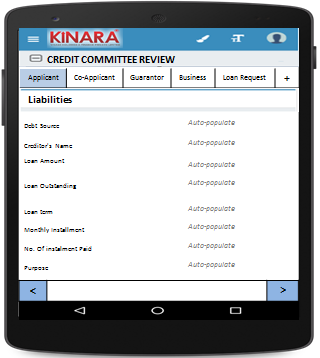 KINARA
тT
CREDIT COMMITTEE REVIEW
Applicant Co-Applicant Guarantor Business Loan Request +
Liabilities
Debt Source Auto-populate
Creditor's Name Auto-populate
Loan Amount Auto-populate
Loan Outstanding Auto-populate
Loan term Auto-populate
Monthly Installment Auto-populate
No. Of Instalment Paid Auto-populate
Purpose Auto-populate
< >